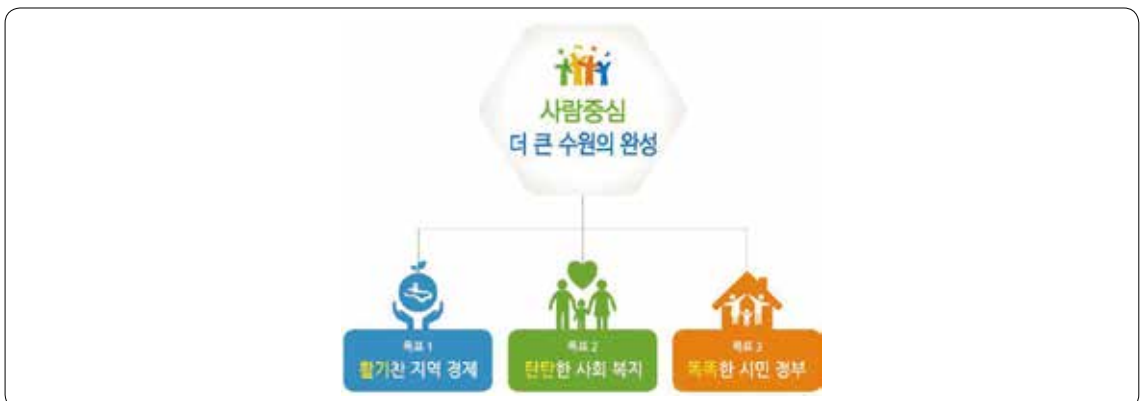 사람중심
더 큰 수원의 완성
목표 1
활기찬 지역 경제
목표 2
탄탄한 사회 복지
목표 3
똑똑한 시민 정부